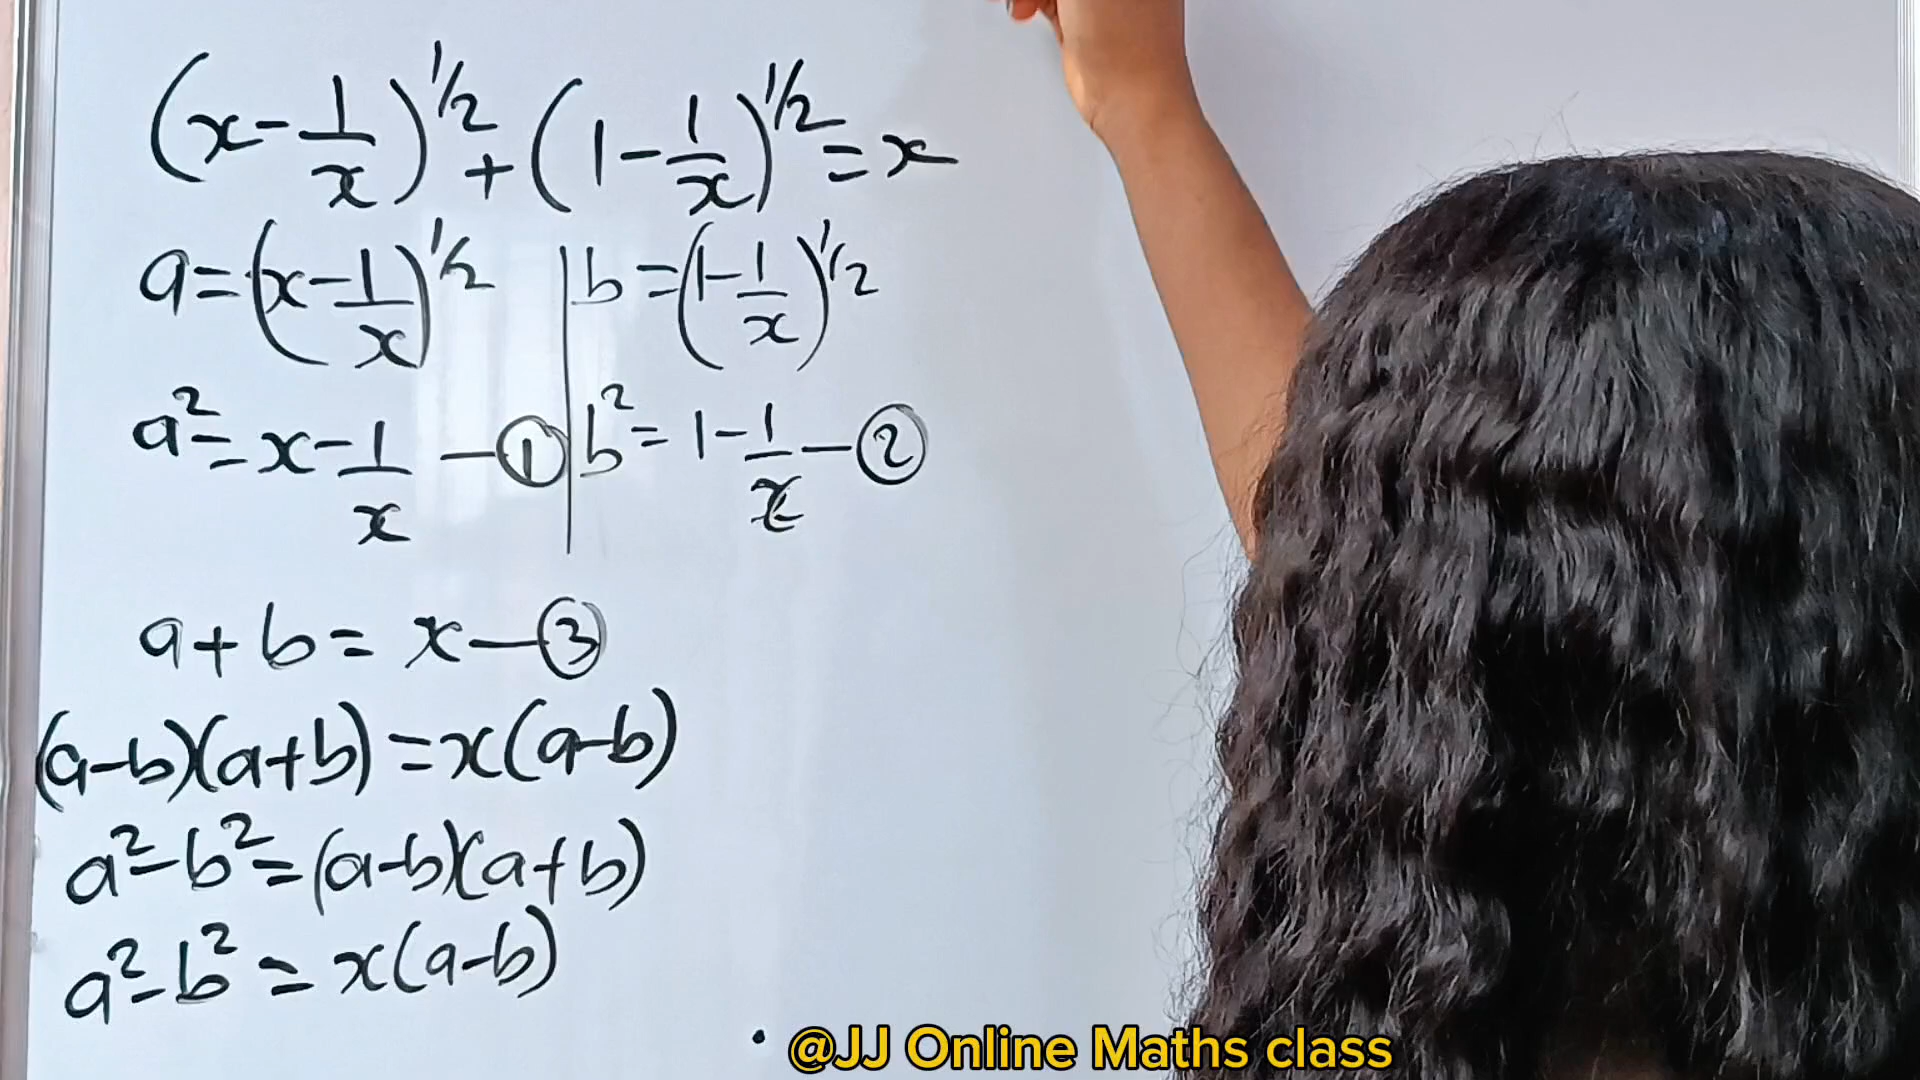 (x-1/x)^1/2 + (1-1/x)^1/2 = x
a = (x-1/x)^1/2 | b = (1-1/x)^1/2
a² = x-1/x - ① | b² = 1-1/x - ②
a+b = x - ③
(a-b)(a+b) = x(a-b)
a²-b² = (a-b)(a+b)
a²-b² = x(a-b)
@JJ Online Maths class